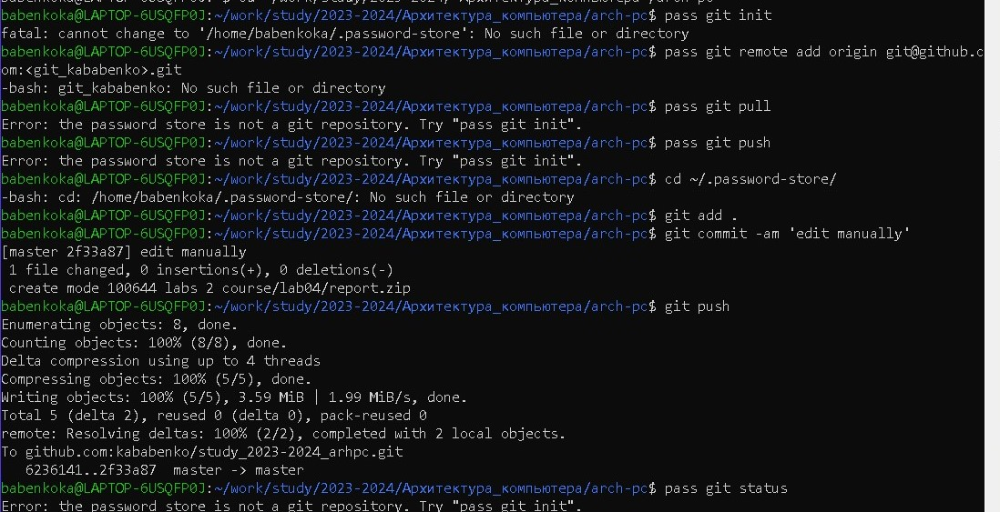 babenkoka@LAPTOP-6USQFP0J:~/work/study/2023-2024/Архитектура_компьютера/arch-pc$ pass git init
fatal: cannot change to '/home/babenkoka/.password-store': No such file or directory
babenkoka@LAPTOP-6USQFP0J:~/work/study/2023-2024/Архитектура_компьютера/arch-pc$ pass git remote add origin git@github.c
om:<git_kababenko>.git
-bash: git_kababenko: No such file or directory
babenkoka@LAPTOP-6USQFP0J:~/work/study/2023-2024/Архитектура_компьютера/arch-pc$ pass git pull
Error: the password store is not a git repository. Try "pass git init".
babenkoka@LAPTOP-6USQFP0J:~/work/study/2023-2024/Архитектура_компьютера/arch-pc$ pass git push
Error: the password store is not a git repository. Try "pass git init".
babenkoka@LAPTOP-6USQFP0J:~/work/study/2023-2024/Архитектура_компьютера/arch-pc$ cd ~/.password-store/
-bash: cd: /home/babenkoka/.password-store/: No such file or directory
babenkoka@LAPTOP-6USQFP0J:~/work/study/2023-2024/Архитектура_компьютера/arch-pc$ git add .
babenkoka@LAPTOP-6USQFP0J:~/work/study/2023-2024/Архитектура_компьютера/arch-pc$ git commit -am 'edit manually'
[master 2f33a87] edit manually
 1 file changed, 0 insertions(+), 0 deletions(-)
 create mode 100644 labs 2 course/lab04/report.zip
babenkoka@LAPTOP-6USQFP0J:~/work/study/2023-2024/Архитектура_компьютера/arch-pc$ git push
Enumerating objects: 8, done.
Counting objects: 100% (8/8), done.
Delta compression using up to 4 threads
Compressing objects: 100% (5/5), done.
Writing objects: 100% (5/5), 3.59 MiB | 1.99 MiB/s, done.
Total 5 (delta 2), reused 0 (delta 0), pack-reused 0
remote: Resolving deltas: 100% (2/2), completed with 2 local objects.
To github.com:kababenko/study_2023-2024_arhpc.git
   6236141..2f33a87  master -> master
babenkoka@LAPTOP-6USQFP0J:~/work/study/2023-2024/Архитектура_компьютера/arch-pc$ pass git status
Error: the password store is not a git repository. Try "pass git init".